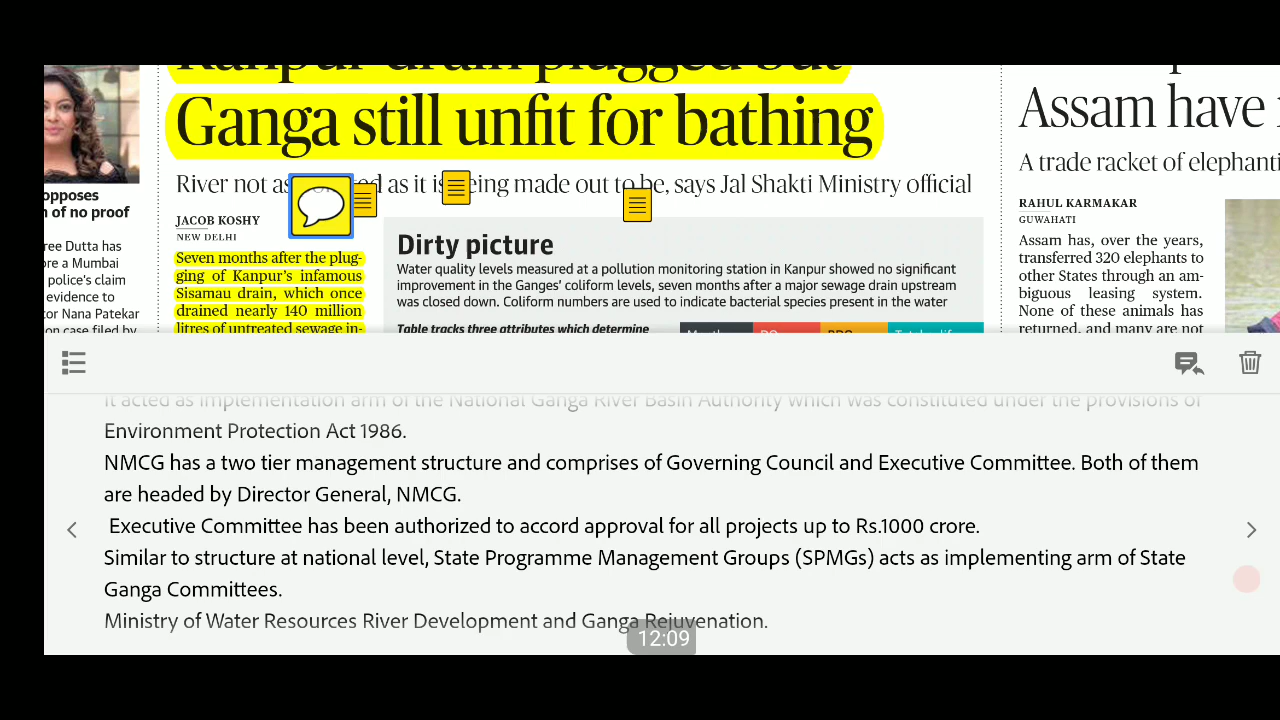 Kanpur drain plugged but
Ganga still unfit for bathing
River not as as it is being made out to be, says Jal Shakti Ministry official
JACOB KOSHY
NEW DELHI
Seven months after the plug-
ging of Kanpur's infamous
Sisamau drain, which once
drained nearly 140 million
litres of untreated sewage in-
Dirty picture
Water quality levels measured at a pollution monitoring station in Kanpur showed no significant
improvement in the Ganges' coliform levels, seven months after a major sewage drain upstream
was closed down. Coliform numbers are used to indicate bacterial species present in the water
Table tracks three attributes which determine
opposes
of no proof
ree Dutta has
ore a Mumbai
police's claim
evidence to
tor Nana Patekar
on case filed by
Assam have
A trade racket of elephanti
RAHUL KARMAKAR
GUWAHATI
Assam has, over the years,
transferred 320 elephants to
other States through an am-
biguous leasing system.
None of these animals has
returned, and many are not
It acted as implementation arm of the National Ganga River Basin Authority which was constituted under the provisions of
Environment Protection Act 1986.
NMCG has a two tier management structure and comprises of Governing Council and Executive Committee. Both of them
are headed by Director General, NMCG.
Executive Committee has been authorized to accord approval for all projects up to Rs.1000 crore.
Similar to structure at national level, State Programme Management Groups (SPMGs) acts as implementing arm of State
Ganga Committees.
Ministry of Water Resources River Development and Ganga Rejuvenation.
12:09